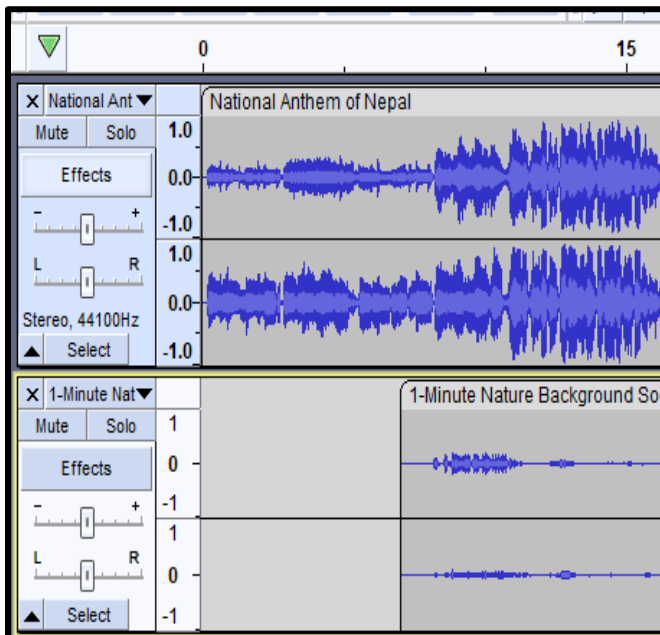 0 15
X National Ant▼ National Anthem of Nepal
Mute Solo
Effects
- +
L R
Stereo, 44100Hz
▲ Select
1.0
0.0
-1.0
1.0
0.0
-1.0
X 1-Minute Nat▼ 1-Minute Nature Background So
Mute Solo
Effects
- +
L R
▲ Select
1
0
-1
1
0
-1